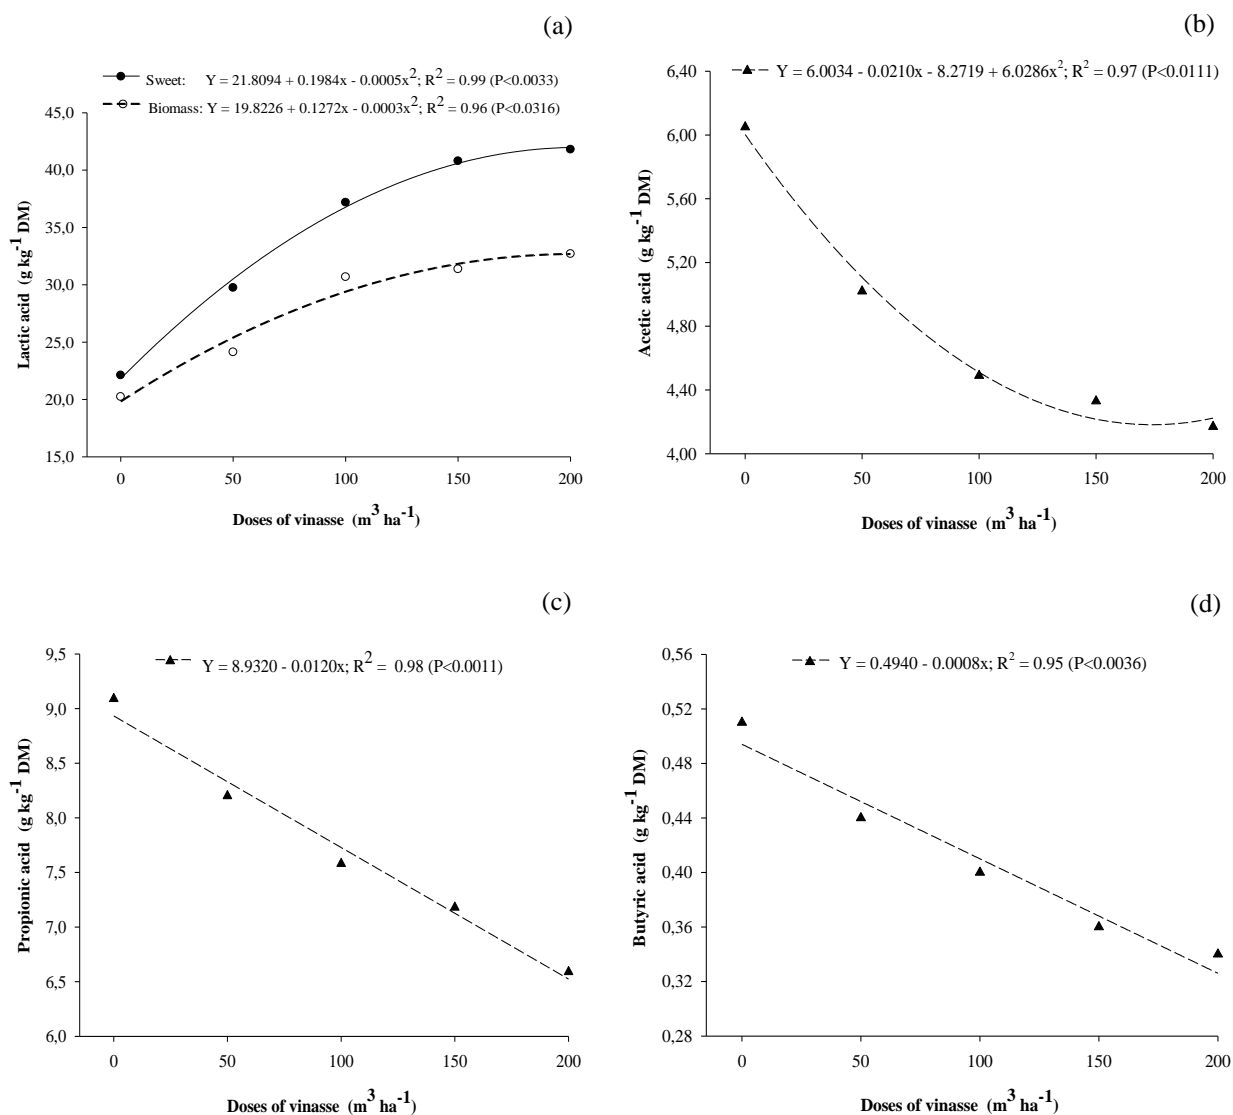 (a)
Sweet: Y = 21.8094 + 0.1984x - 0.0005x²; R² = 0.99 (P<0.0033)
Biomass: Y = 19.8226 + 0.1272x - 0.0003x²; R² = 0.96 (P<0.0316)
45,0
40,0
35,0
30,0
25,0
20,0
15,0
Lactic acid (g kg⁻¹ DM)
0 50 100 150 200
Doses of vinasse (m³ ha⁻¹)
(b)
Y = 6.0034 - 0.0210x - 8.2719 + 6.0286x²; R² = 0.97 (P<0.0111)
6,40
6,00
5,60
5,20
4,80
4,40
4,00
Acetic acid (g kg⁻¹ DM)
0 50 100 150 200
Doses of vinasse (m³ ha⁻¹)
(c)
Y = 8.9320 - 0.0120x; R² = 0.98 (P<0.0011)
9,5
9,0
8,5
8,0
7,5
7,0
6,5
6,0
Propionic acid (g kg⁻¹ DM)
0 50 100 150 200
Doses of vinasse (m³ ha⁻¹)
(d)
Y = 0.4940 - 0.0008x; R² = 0.95 (P<0.0036)
0,56
0,52
0,48
0,44
0,40
0,36
0,32
0,28
Butyric acid (g kg⁻¹ DM)
0 50 100 150 200
Doses of vinasse (m³ ha⁻¹)